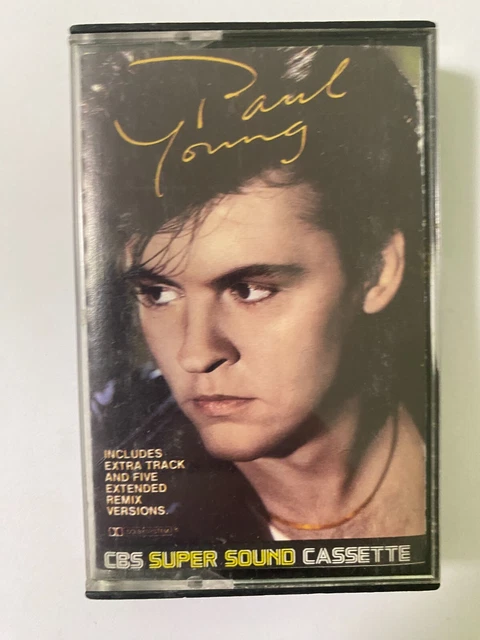 Paul
Young
INCLUDES
EXTRA TRACK
AND FIVE
EXTENDED
REMIX
VERSIONS.
CBS SUPER SOUND CASSETTE